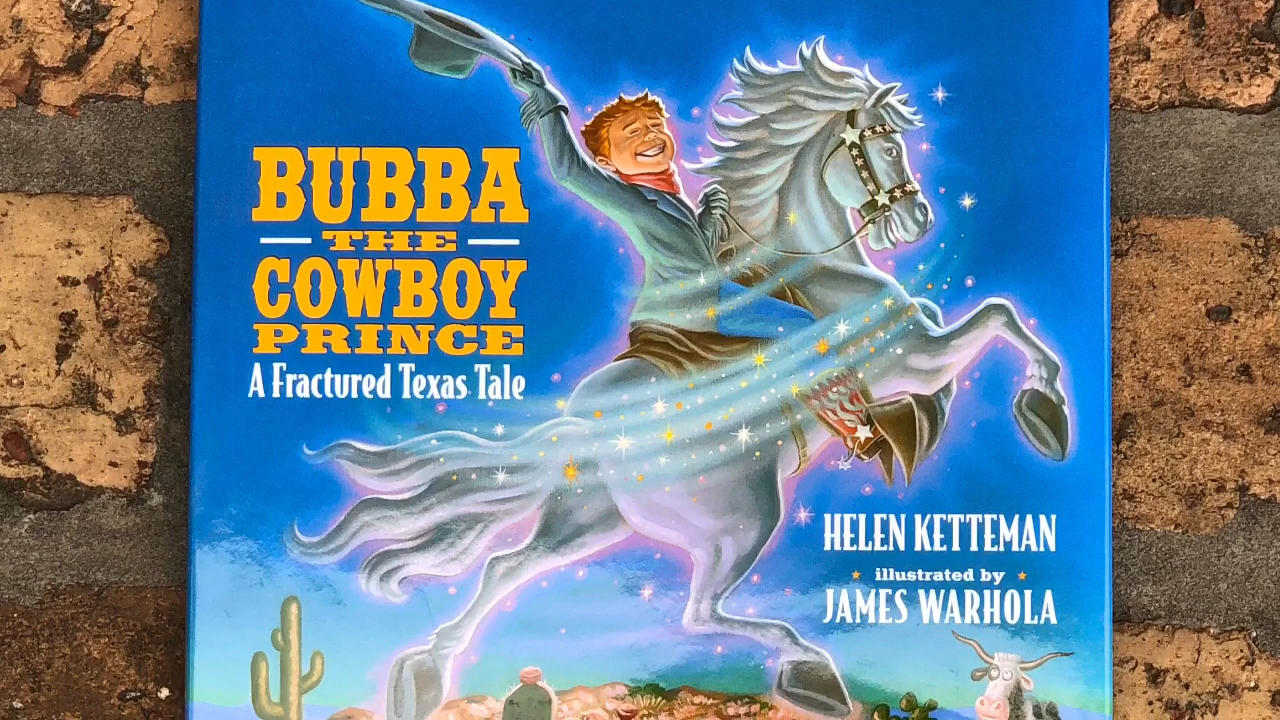 BUBBA
THE
COWBOY
PRINCE
A Fractured Texas Tale
HELEN KETTEMAN
illustrated by
JAMES WARHOLA